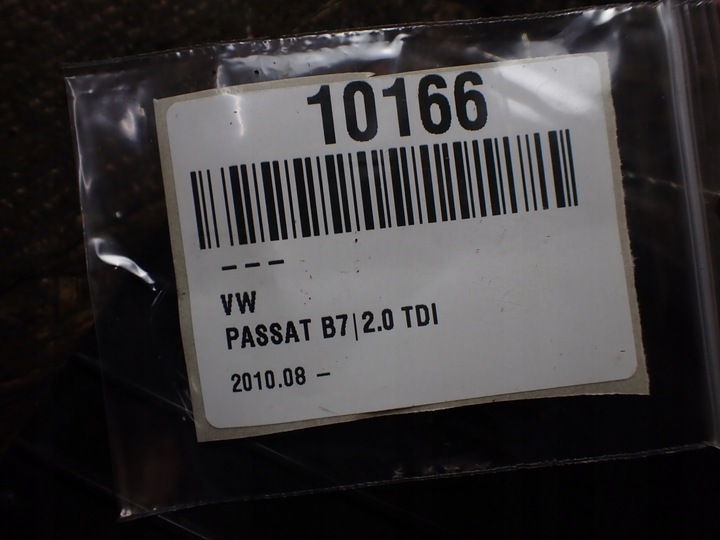 10166
– – –
VW
PASSAT B7|2.0 TDI
2010.08 –